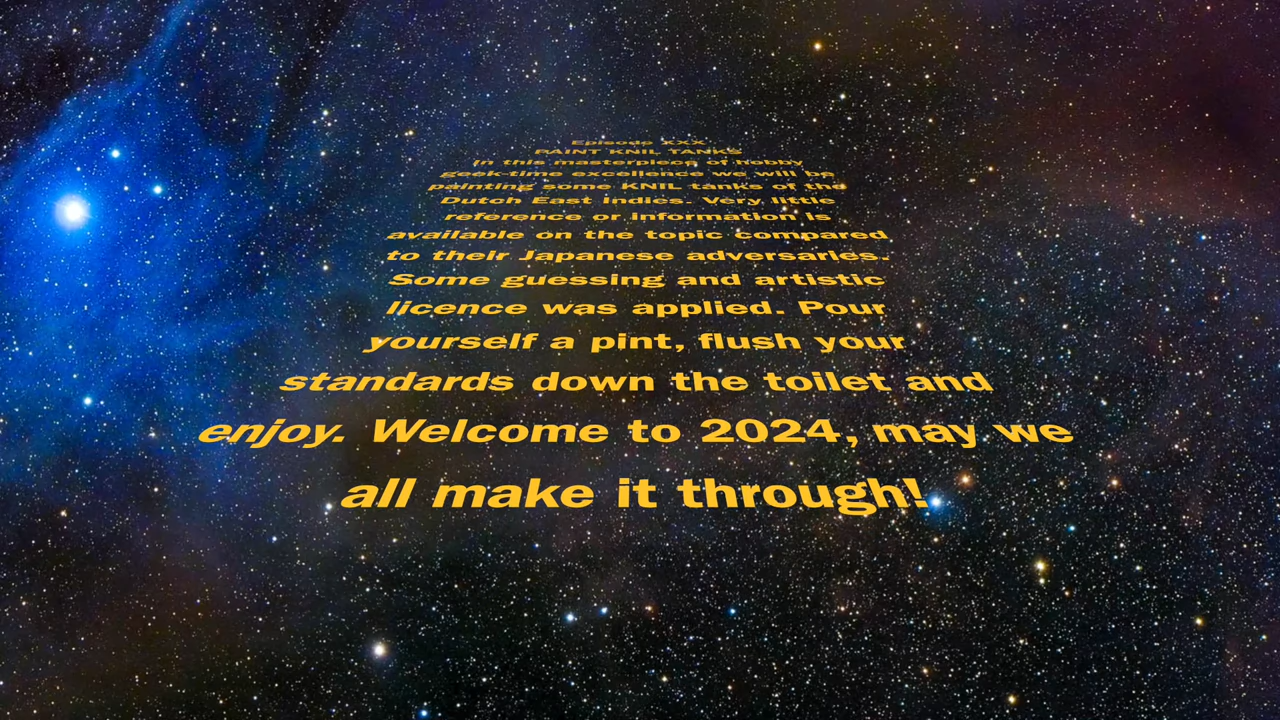 Episode XXX
PAINT KNIL TANKS
In this masterpiece of hobby
geek-time excellence we will be
painting some KNIL tanks of the
Dutch East Indies. Very little
reference or information is
available on the topic compared
to their Japanese adversaries.
Some guessing and artistic
licence was applied. Pour
yourself a pint, flush your
standards down the toilet and
enjoy. Welcome to 2024, may we
all make it through!